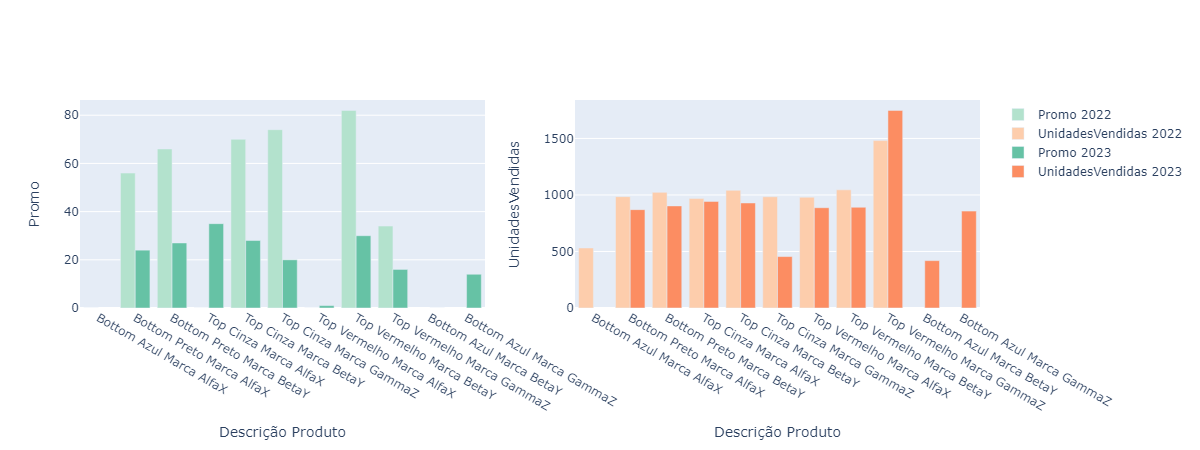 Promo
80
60
40
20
0
Bottom Azul Marca AlfaX
Bottom Preto Marca AlfaX
Bottom Preto Marca BetaY
Top Cinza Marca AlfaX
Top Cinza Marca BetaY
Top Cinza Marca GammaZ
Top Vermelho Marca AlfaX
Top Vermelho Marca BetaY
Top Vermelho Marca GammaZ
Bottom Azul Marca BetaY
Bottom Azul Marca GammaZ
Descrição Produto
UnidadesVendidas
1500
1000
500
0
Bottom Azul Marca AlfaX
Bottom Preto Marca AlfaX
Bottom Preto Marca BetaY
Top Cinza Marca AlfaX
Top Cinza Marca BetaY
Top Cinza Marca GammaZ
Top Vermelho Marca AlfaX
Top Vermelho Marca BetaY
Top Vermelho Marca GammaZ
Bottom Azul Marca BetaY
Bottom Azul Marca GammaZ
Descrição Produto
Promo 2022
UnidadesVendidas 2022
Promo 2023
UnidadesVendidas 2023